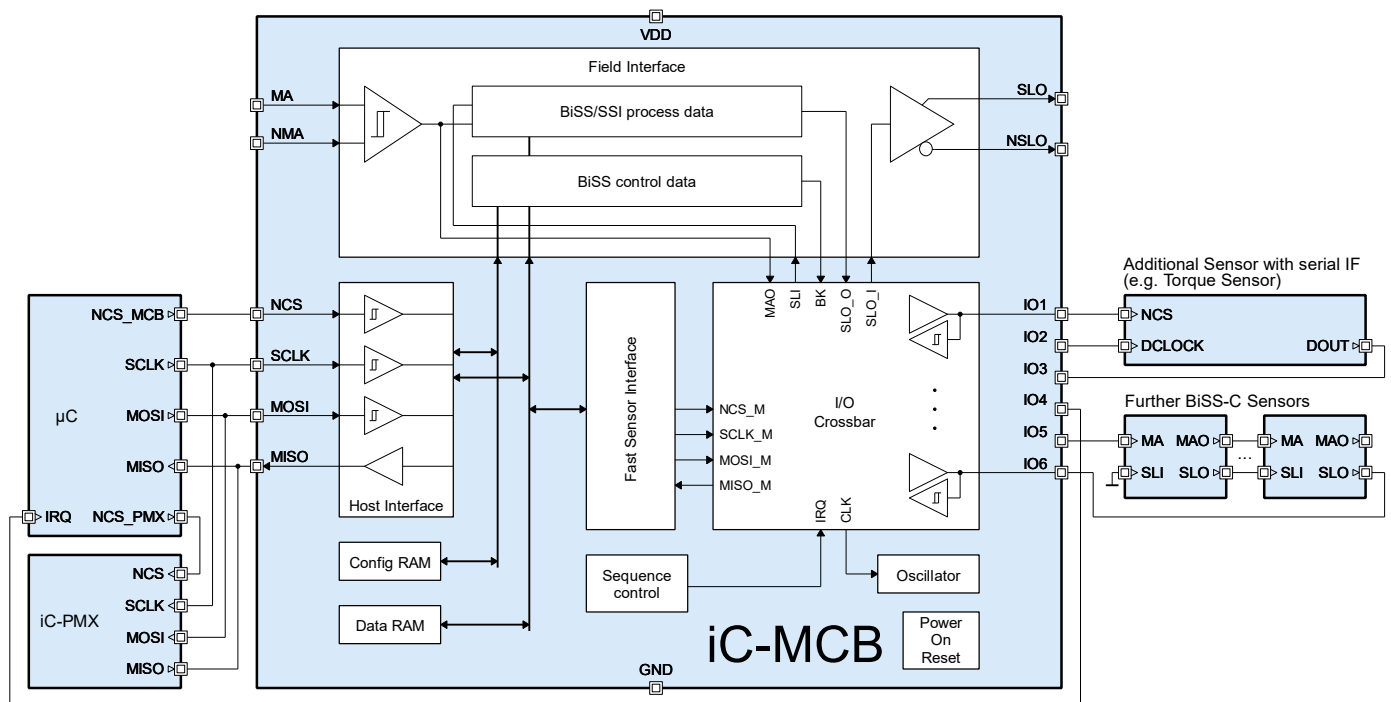 VDD
Field Interface
MA
NMA
BiSS/SSI process data
BiSS control data
SLO
NSLO
MAO
SLI
BK
SLO_O
SLO_I
µC
NCS_MCB
SCLK
MOSI
MISO
IRQ
NCS_PMX
iC-PMX
NCS
SCLK
MOSI
MISO
NCS
SCLK
MOSI
MISO
Host Interface
Config RAM
Data RAM
Fast Sensor Interface
NCS_M
SCLK_M
MOSI_M
MISO_M
I/O
Crossbar
IRQ
CLK
Sequence
control
Oscillator
Power
On
Reset
iC-MCB
GND
IO1
IO2
IO3
IO4
IO5
IO6
Additional Sensor with serial IF
(e.g. Torque Sensor)
NCS
DCLOCK
DOUT
Further BiSS-C Sensors
MA
MAO
SLI
SLO
...
MA
MAO
SLI
SLO